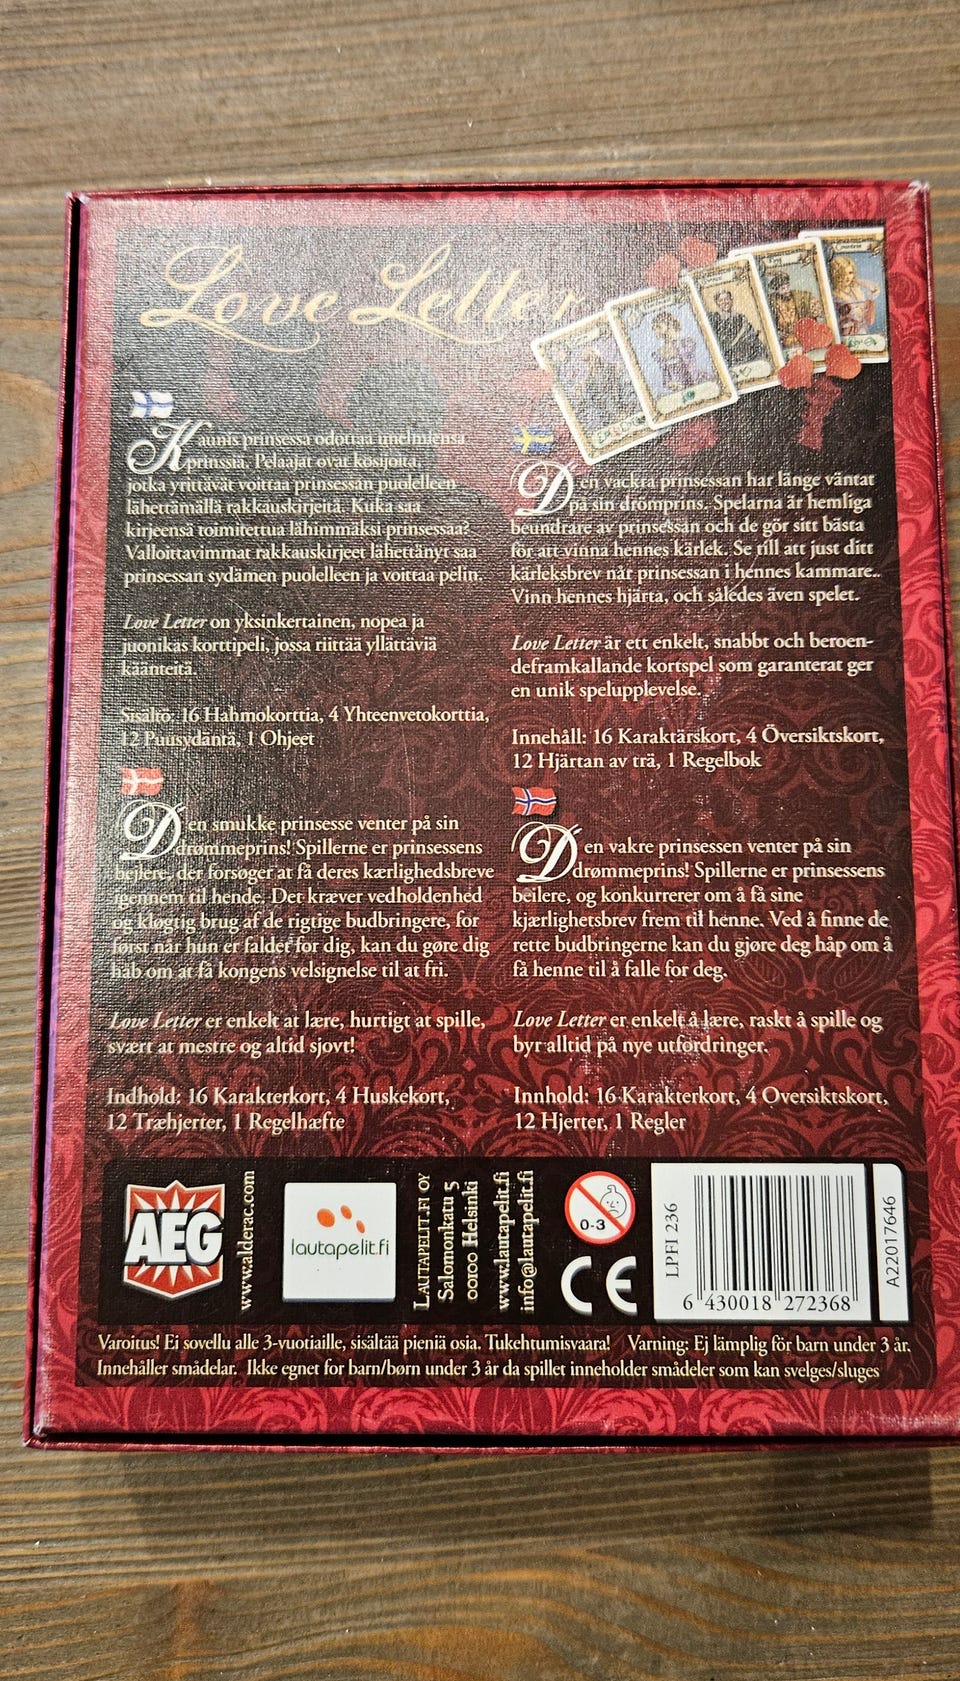 Love Letter
King
Countess
Kaunis prinsessa odottaa unelmiensa
prinssiä. Pelaajat ovat kosijoita,
jotka yrittävät voittaa prinsessan puolelleen
lähettämällä rakkauskirjeitä. Kuka saa
kirjeensä toimitettua lähimmäksi prinsessaa?
Valloittavimmat rakkauskirjeet lähettänyt saa
prinsessan sydämen puolelleen ja voittaa pelin.
Love Letter on yksinkertainen, nopea ja
juonikas korttipeli, jossa riittää yllättäviä
käänteitä.
Sisältö: 16 Hahmokorttia, 4 Yhteenvetokorttia,
12 Puusydäntä, 1 Ohjeet
Den vackra prinsessan har länge väntat
på sin drömprins. Spelarna är hemliga
beundrare av prinsessan och de gör sitt bästa
för att vinna hennes kärlek. Se till att just ditt
kärleksbrev når prinsessan i hennes kammare..
Vinn hennes hjärta, och således även spelet.
Love Letter är ett enkelt, snabbt och beroen-
deframkallande kortspel som garanterat ger
en unik spelupplevelse.
Innehåll: 16 Karaktärskort, 4 Översiktskort,
12 Hjärtan av trä, 1 Regelbok
Den smukke prinsesse venter på sin
drømmeprins! Spillerne er prinsessens
bejlere, der forsøger at få deres kærlighedsbreve
igennem til hende. Det kræver vedholdenhed
og kløgtig brug af de rigtige budbringere, for
først når hun er faldet for dig, kan du gøre dig
håb om at få kongens velsignelse til at fri.
Love Letter er enkelt at lære, hurtigt at spille,
svært at mestre og altid sjovt!
Indhold: 16 Karakterkort, 4 Huskekort,
12 Træhjerter, 1 Regelhæfte
Den vakre prinsessen venter på sin
drømmeprins! Spillerne er prinsessens
beilere, og konkurrerer om å få sine
kjærlighetsbrev frem til henne. Ved å finne de
rette budbringerne kan du gjøre deg håp om å
få henne til å falle for deg.
Love Letter er enkelt å lære, raskt å spille og
byr alltid på nye utfordringer.
Innhold: 16 Karakterkort, 4 Oversiktskort,
12 Hjerter, 1 Regler
AEG
www.alderac.com
lautapelit.fi
LAUTAPELIT.FI OY
Salomonkatu 5
00100 Helsinki
www.lautapelit.fi
info@lautapelit.fi
0-3
CE
LPFI 236
6 430018 272368
A22017646
Varoitus! Ei sovellu alle 3-vuotiaille, sisältää pieniä osia. Tukehtumisvaara! Varning: Ej lämplig för barn under 3 år.
Innehåller smådelar. Ikke egnet for barn/børn under 3 år da spillet inneholder smådeler som kan svelges/sluges